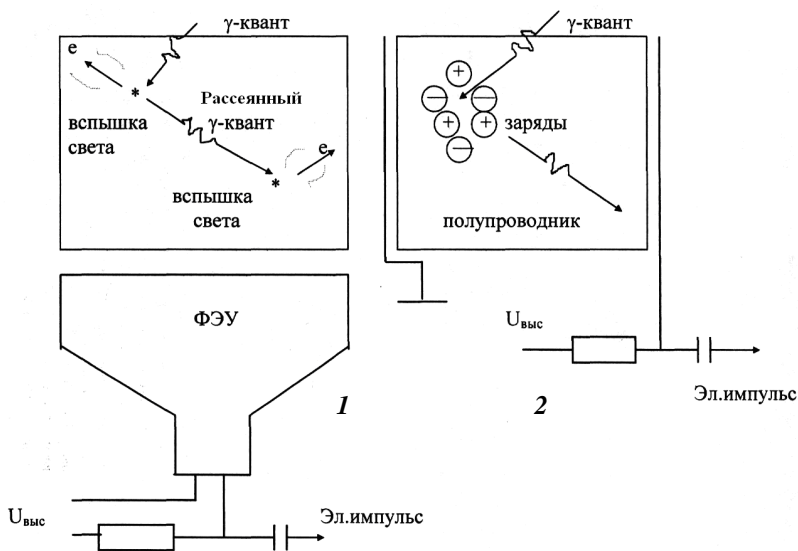 γ-квант
e
*
Рассеянный
γ-квант
вспышка
света
e
*
вспышка
света
ФЭУ
1
Uвыс
Эл.импульс
γ-квант
+
—
—
+
+
—
заряды
полупроводник
Uвыс
2
Эл.импульс